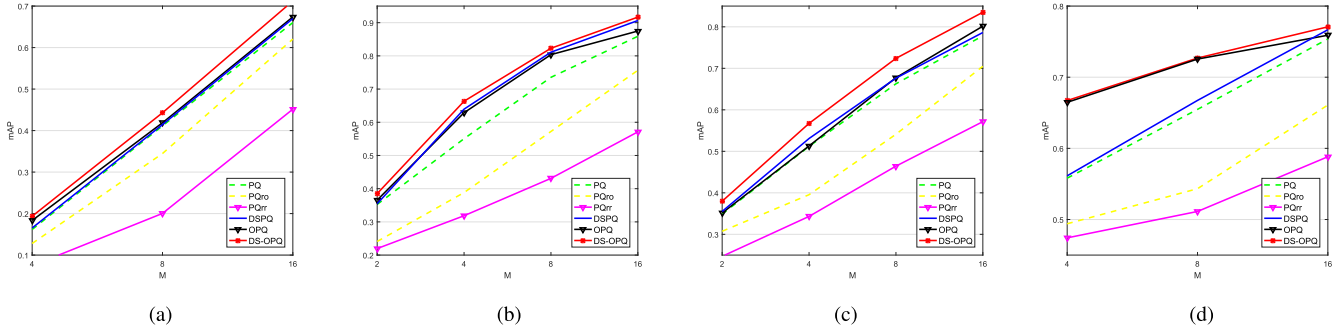 0.7
0.6
0.5
0.4
0.3
0.2
0.1
mAP
4
8
16
M
PQ
PQro
PQrr
DSPQ
OPQ
DS-OPQ
(a)
0.9
0.8
0.7
0.6
0.5
0.4
0.3
0.2
mAP
2
4
8
16
M
PQ
PQro
PQrr
DSPQ
OPQ
DS-OPQ
(b)
0.8
0.7
0.6
0.5
0.4
0.3
mAP
2
4
8
16
M
PQ
PQro
PQrr
DSPQ
OPQ
DS-OPQ
(c)
0.8
0.7
0.6
0.5
mAP
4
8
16
M
PQ
PQro
PQrr
DSPQ
OPQ
DS-OPQ
(d)